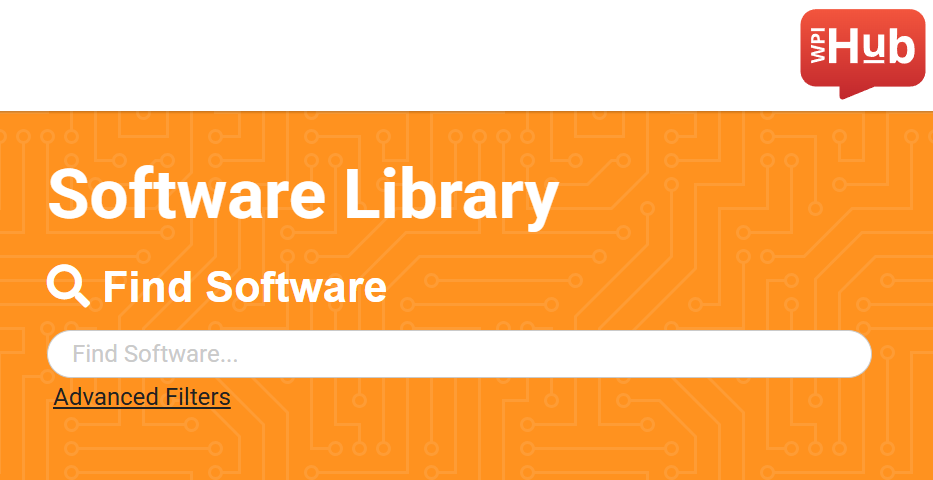 WPI Hub
Software Library
Find Software
Find Software...
Advanced Filters